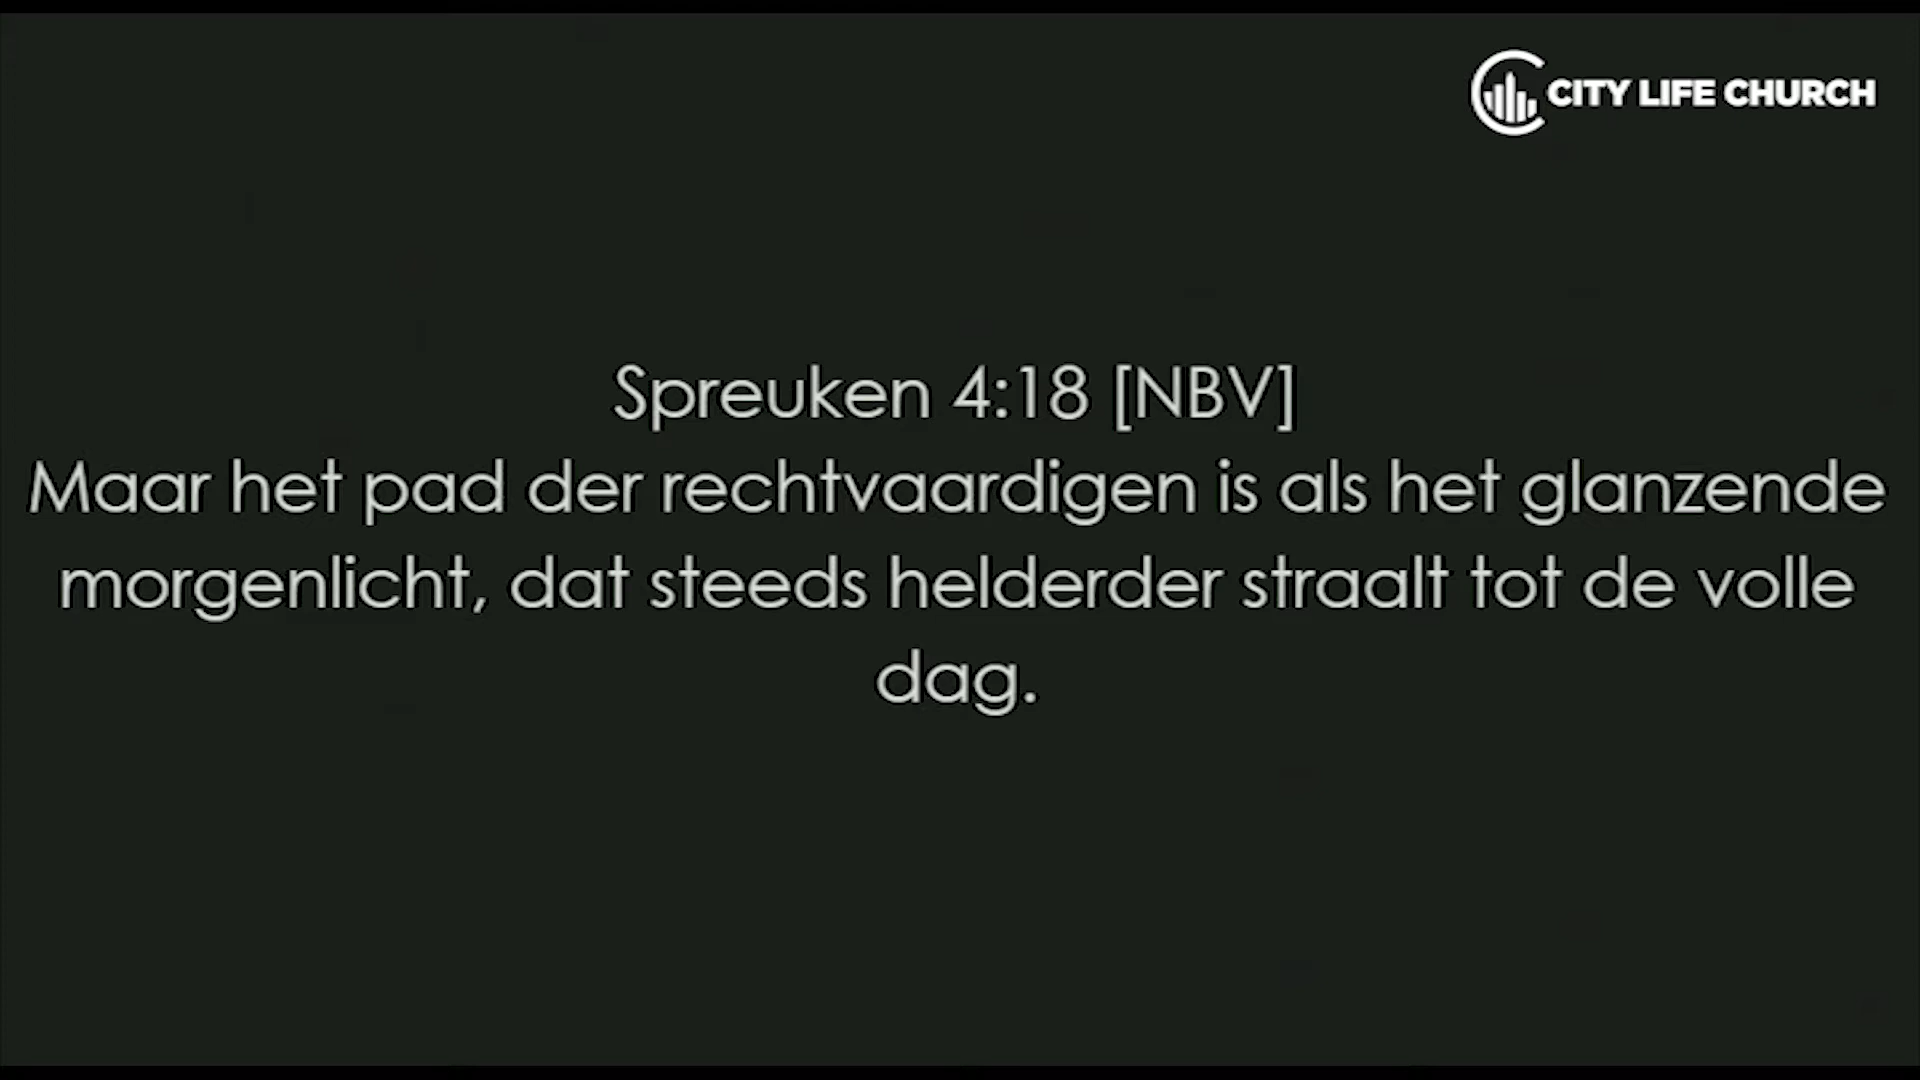 CITY LIFE CHURCH
Spreuken 4:18 [NBV]
Maar het pad der rechtvaardigen is als het glanzende
morgenlicht, dat steeds helderder straalt tot de volle
dag.